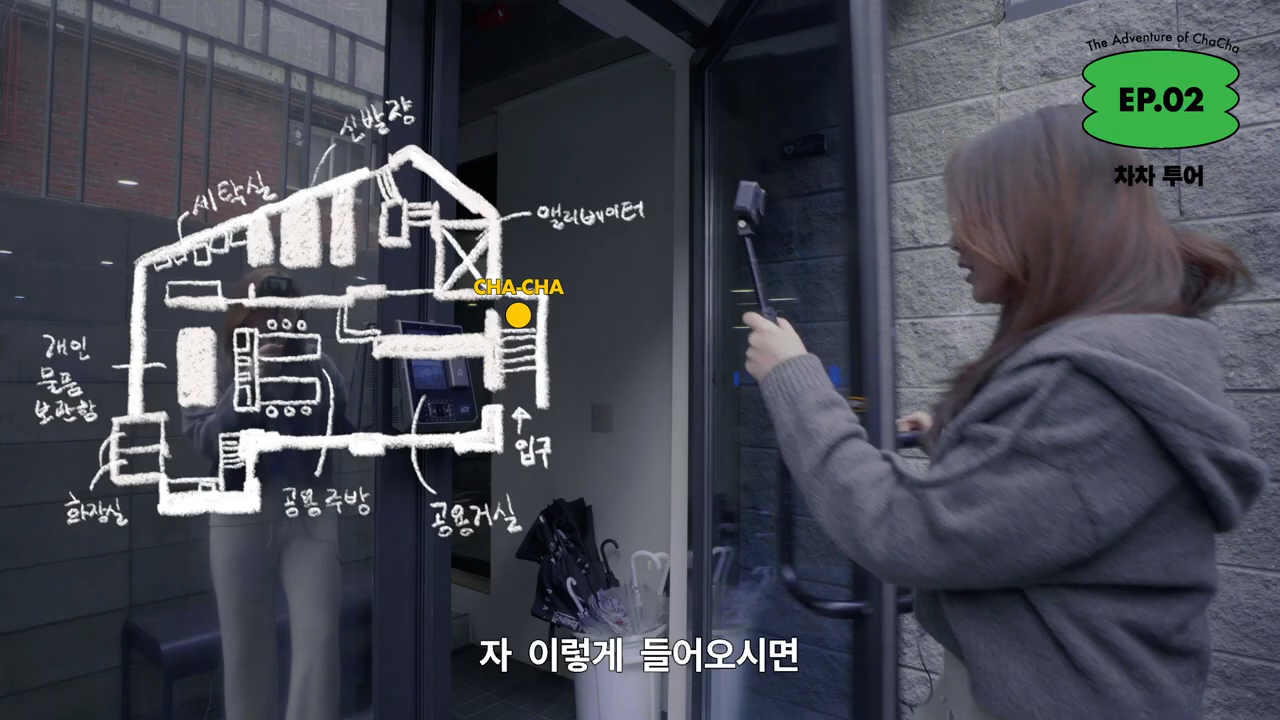 The Adventure of ChaCha
EP.02
차차 투어
신발장
세탁실
엘리베이터
CHA-CHA
개인
물품
보관함
입구
화장실
공용주방
공용거실
자 이렇게 들어오시면